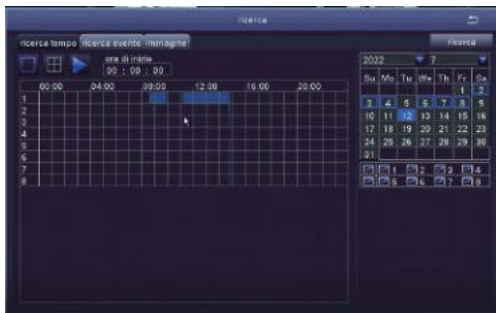 ricerca
ricerca tempo ricerca evento immagine
ricerca
ora di inizio
00 : 00 : 00
2022 7
Su Mo Tu We Th Fr Sa
1 2
3 4 5 6 7 8 9
10 11 12 13 14 15 16
17 18 19 20 21 22 23
24 25 26 27 28 29 30
31
00:00 04:00 08:00 12:00 16:00 20:00
1
2
3
4
5
6
7
8
1 2 3 4
5 6 7 8